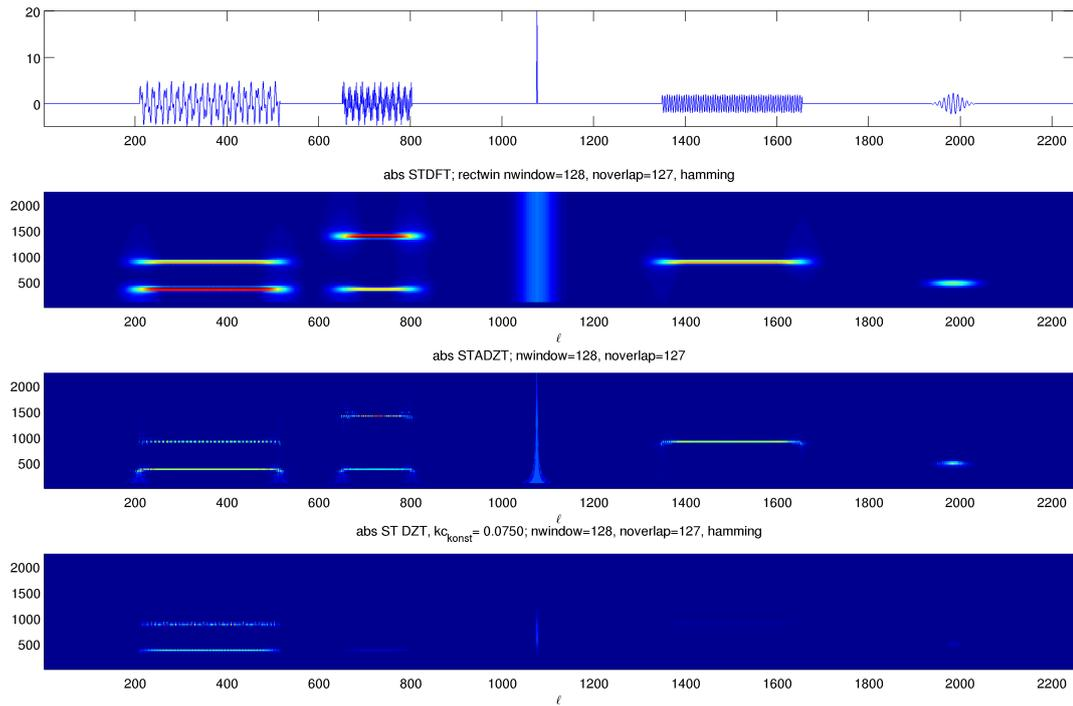 20
10
0
200 400 600 800 1000 1200 1400 1600 1800 2000 2200
abs STDFT; rectwin nwindow=128, noverlap=127, hamming
2000
1500
1000
500
200 400 600 800 1000 1200 1400 1600 1800 2000 2200
ℓ
abs STADZT; nwindow=128, noverlap=127
2000
1500
1000
500
200 400 600 800 1000 1200 1400 1600 1800 2000 2200
ℓ
abs ST DZT, kc_konst= 0.0750; nwindow=128, noverlap=127, hamming
2000
1500
1000
500
200 400 600 800 1000 1200 1400 1600 1800 2000 2200
ℓ